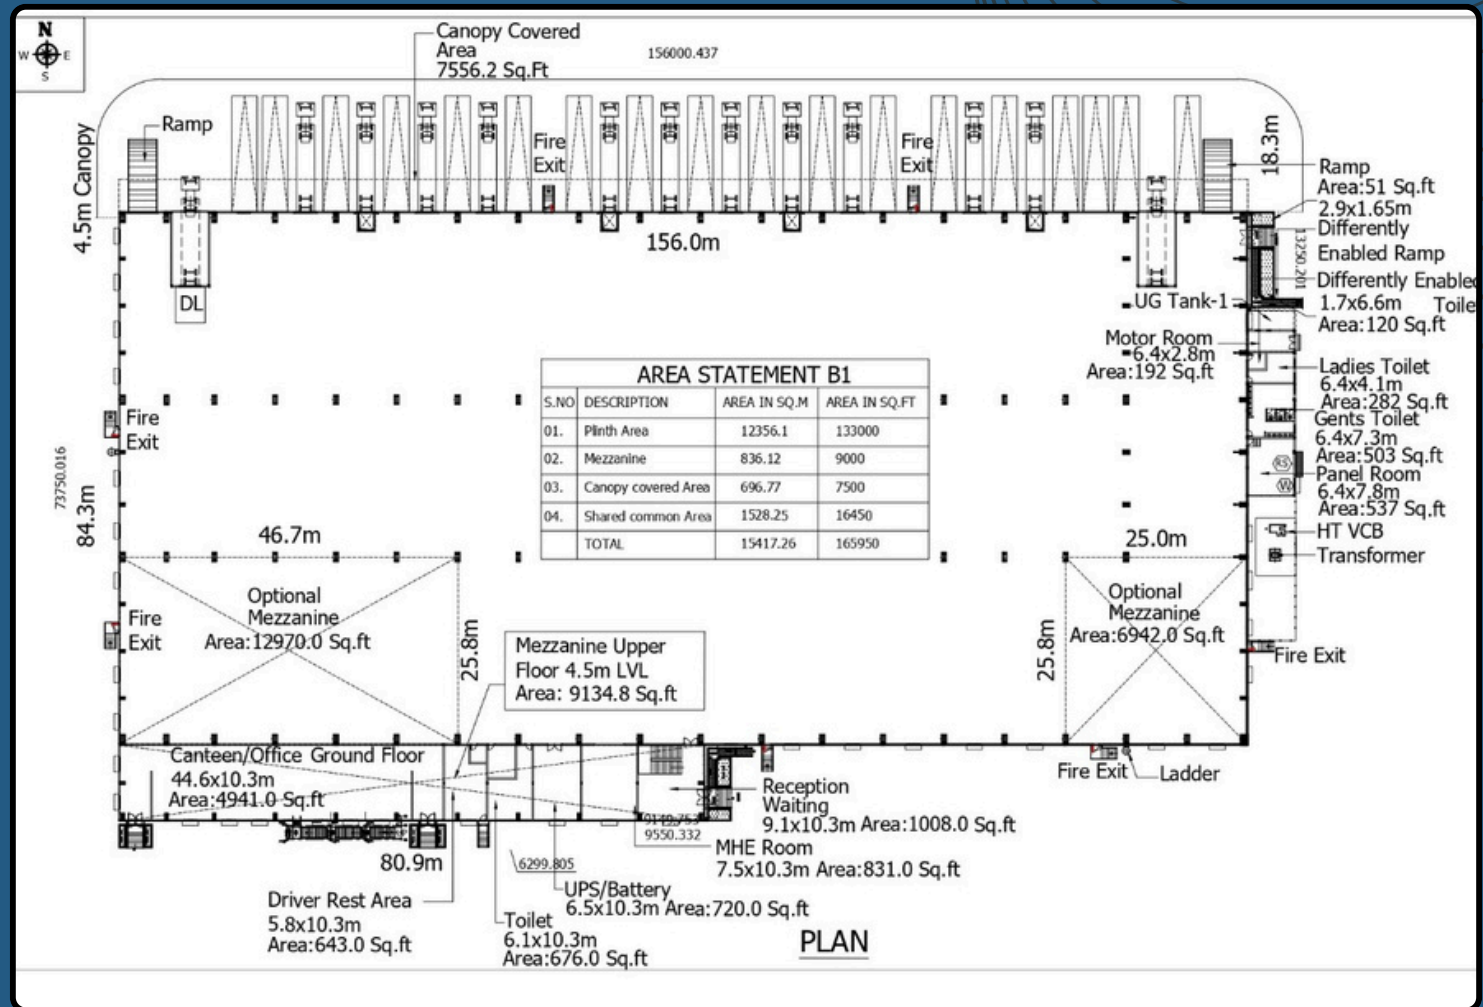 N
W E
S
Canopy Covered
Area
7556.2 Sq.Ft
156000.437
4.5m Canopy
Ramp
Fire
Exit
Fire
Exit
18.3m
Ramp
Area:51 Sq.ft
2.9x1.65m
Differently
Enabled Ramp
13250.201
Differently Enabled
1.7x6.6m Toile
Area:120 Sq.ft
156.0m
DL
UG Tank-1
Motor Room
6.4x2.8m
Area:192 Sq.ft
Ladies Toilet
6.4x4.1m
Area:282 Sq.ft
Gents Toilet
6.4x7.3m
Area:503 Sq.ft
Panel Room
6.4x7.8m
Area:537 Sq.ft
RS
W
HT VCB
Transformer
AREA STATEMENT B1
S.NO DESCRIPTION AREA IN SQ.M AREA IN SQ.FT
01. Plinth Area 12356.1 133000
02. Mezzanine 836.12 9000
03. Canopy covered Area 696.77 7500
04. Shared common Area 1528.25 16450
TOTAL 15417.26 165950
Fire
Exit
73750.016
84.3m
46.7m
Optional
Mezzanine
Area:12970.0 Sq.ft
25.8m
Fire
Exit
Mezzanine Upper
Floor 4.5m LVL
Area: 9134.8 Sq.ft
25.0m
Optional
Mezzanine
Area:6942.0 Sq.ft
25.8m
Fire Exit
Canteen/Office Ground Floor
44.6x10.3m
Area:4941.0 Sq.ft
Fire Exit
Ladder
Reception
Waiting
9.1x10.3m Area:1008.0 Sq.ft
9550.332
MHE Room
7.5x10.3m Area:831.0 Sq.ft
80.9m
6299.805
UPS/Battery
6.5x10.3m Area:720.0 Sq.ft
Driver Rest Area
5.8x10.3m
Area:643.0 Sq.ft
Toilet
6.1x10.3m
Area:676.0 Sq.ft
PLAN